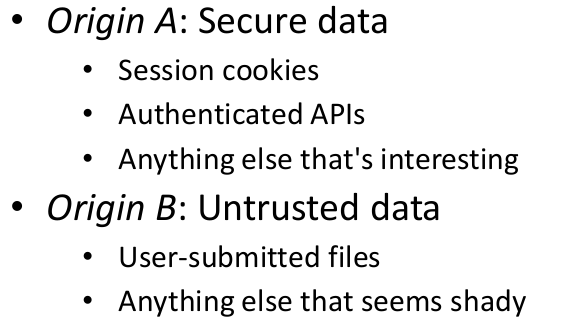 • Origin A: Secure data
• Session cookies
• Authenticated APIs
• Anything else that's interesting
• Origin B: Untrusted data
• User-submitted files
• Anything else that seems shady